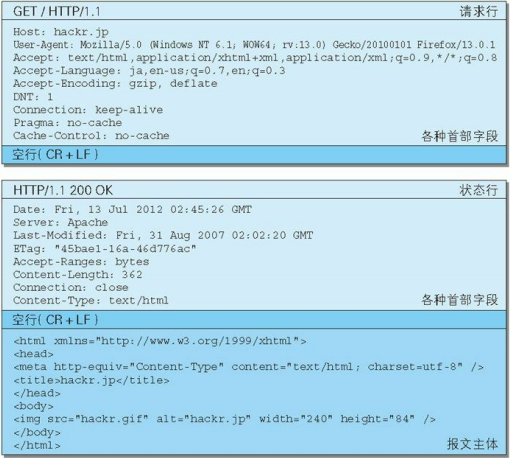 GET / HTTP/1.1 请求行
Host: hackr.jp
User-Agent: Mozilla/5.0 (Windows NT 6.1; WOW64; rv:13.0) Gecko/20100101 Firefox/13.0.1
Accept: text/html,application/xhtml+xml,application/xml;q=0.9,*/*;q=0.8
Accept-Language: ja,en-us;q=0.7,en;q=0.3
Accept-Encoding: gzip, deflate
DNT: 1
Connection: keep-alive
Pragma: no-cache
Cache-Control: no-cache 各种首部字段
空行( CR + LF )
HTTP/1.1 200 OK 状态行
Date: Fri, 13 Jul 2012 02:45:26 GMT
Server: Apache
Last-Modified: Fri, 31 Aug 2007 02:02:20 GMT
ETag: "45bae1-16a-46d776ac"
Accept-Ranges: bytes
Content-Length: 362
Connection: close
Content-Type: text/html 各种首部字段
空行( CR + LF )
<html xmlns="http://www.w3.org/1999/xhtml">
<head>
<meta http-equiv="Content-Type" content="text/html; charset=utf-8" />
<title>hackr.jp</title>
</head>
<body>
<img src="hackr.gif" alt="hackr.jp" width="240" height="84" />
</body>
</html> 报文主体